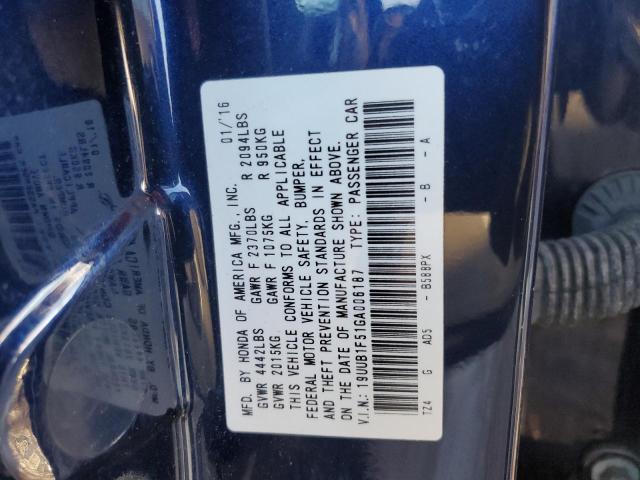 MFD. BY HONDA OF AMERICA MFG., INC. 01/'16
GVWR 4442LBS GAWR F 2370LBS R 2094LBS
GVWR 2015KG GAWR F 1075KG R 950KG
THIS VEHICLE CONFORMS TO ALL APPLICABLE
FEDERAL MOTOR VEHICLE SAFETY, BUMPER,
AND THEFT PREVENTION STANDARDS IN EFFECT
ON THE DATE OF MANUFACTURE SHOWN ABOVE.
V.I.N.: 19UUB1F51GA006187 TYPE: PASSENGER CAR
TZ4 G AD5 - B588PX - B - A